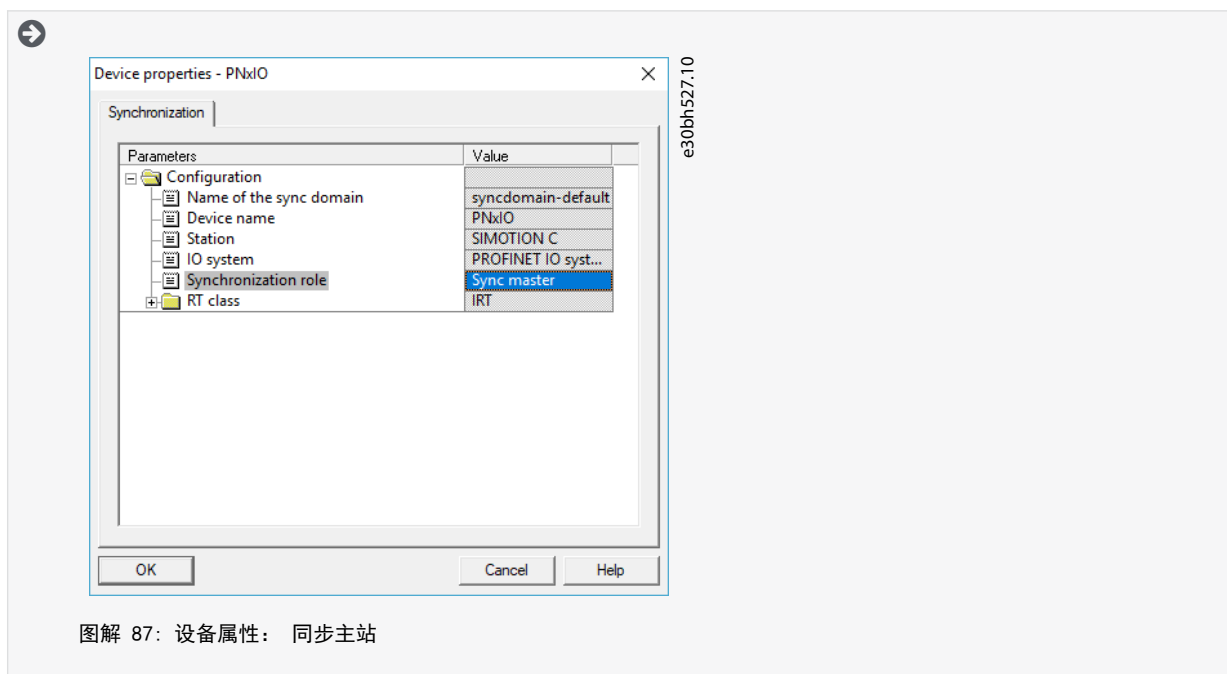 Device properties - PNxIO
e30bh527.10
Synchronization
Parameters Value
Configuration
Name of the sync domain syncdomain-default
Device name PNxIO
Station SIMOTION C
IO system PROFINET IO syst...
Synchronization role Sync master
RT class IRT
OK Cancel Help
图解 87: 设备属性: 同步主站